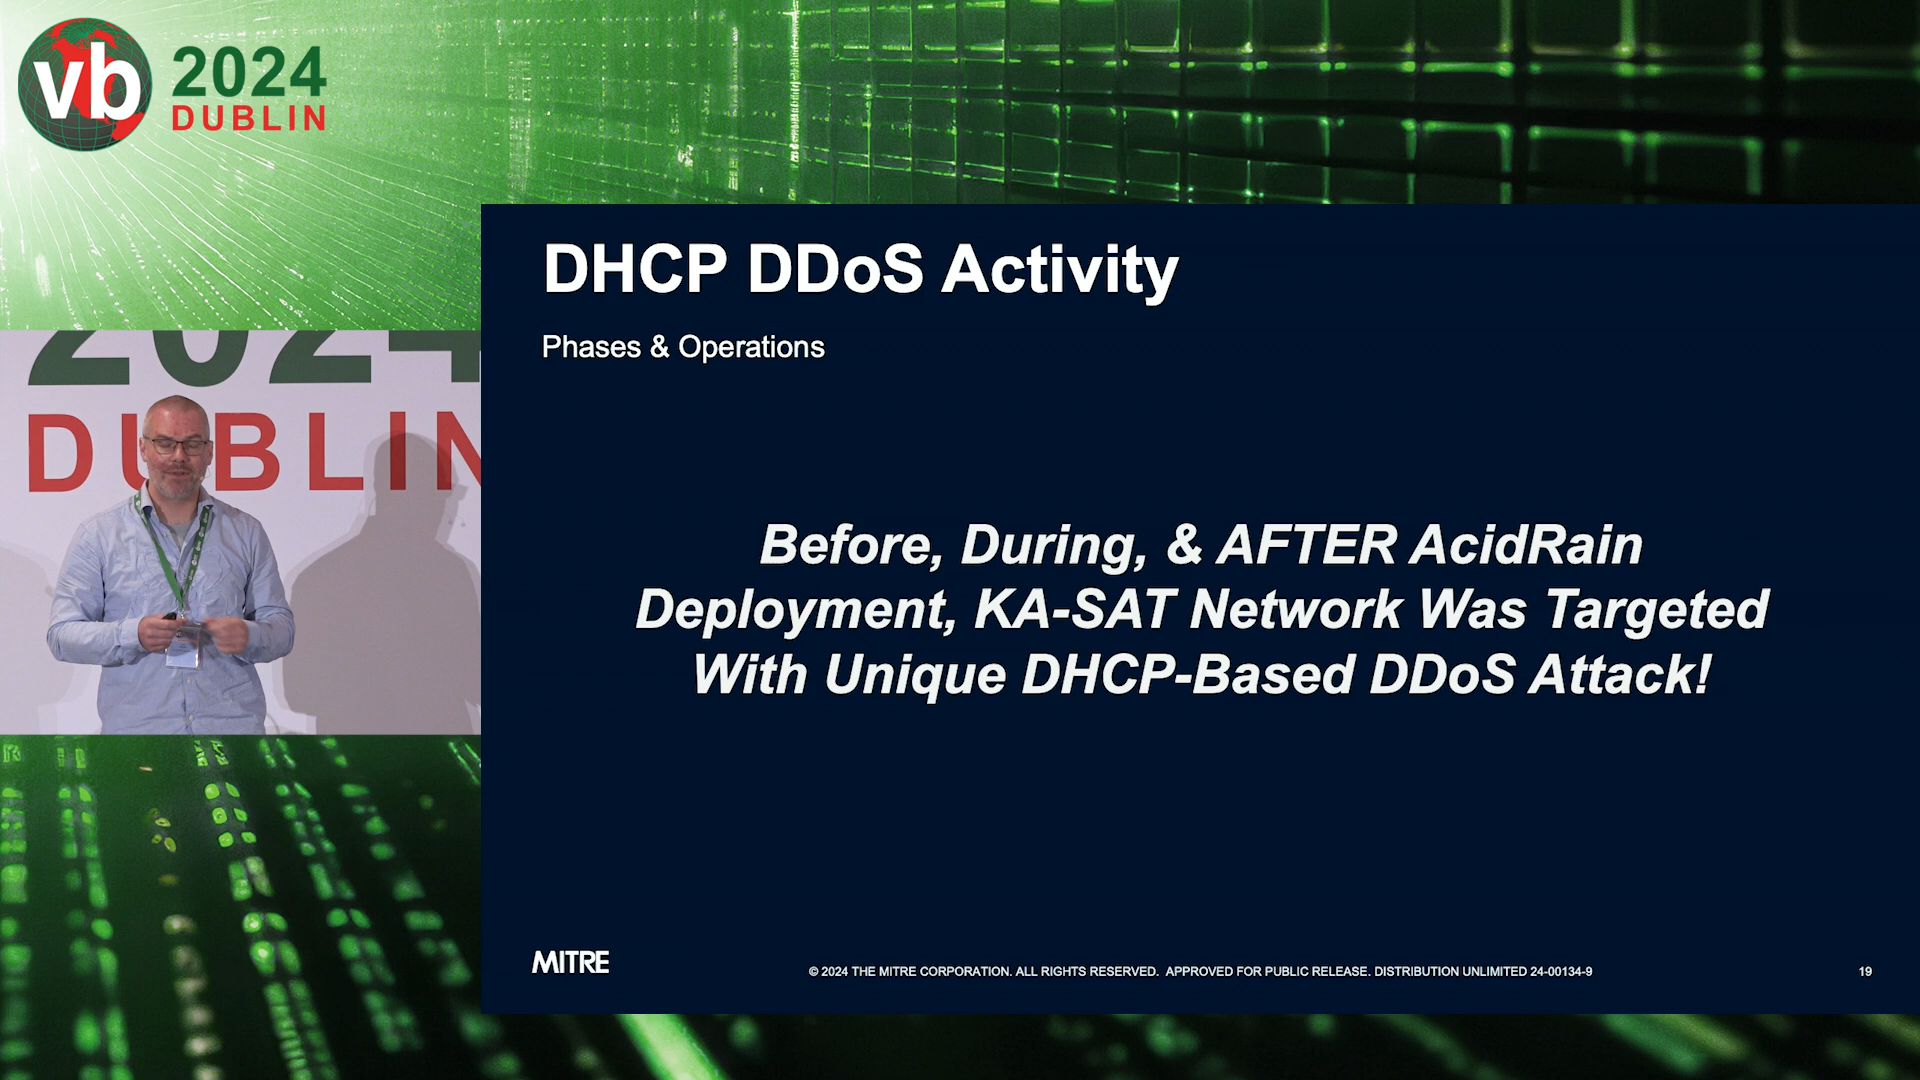 vb 2024
DUBLIN
2024
DUBLIN
DHCP DDoS Activity
Phases & Operations
Before, During, & AFTER AcidRain
Deployment, KA-SAT Network Was Targeted
With Unique DHCP-Based DDoS Attack!
MITRE
© 2024 THE MITRE CORPORATION. ALL RIGHTS RESERVED. APPROVED FOR PUBLIC RELEASE. DISTRIBUTION UNLIMITED 24-00134-9
19